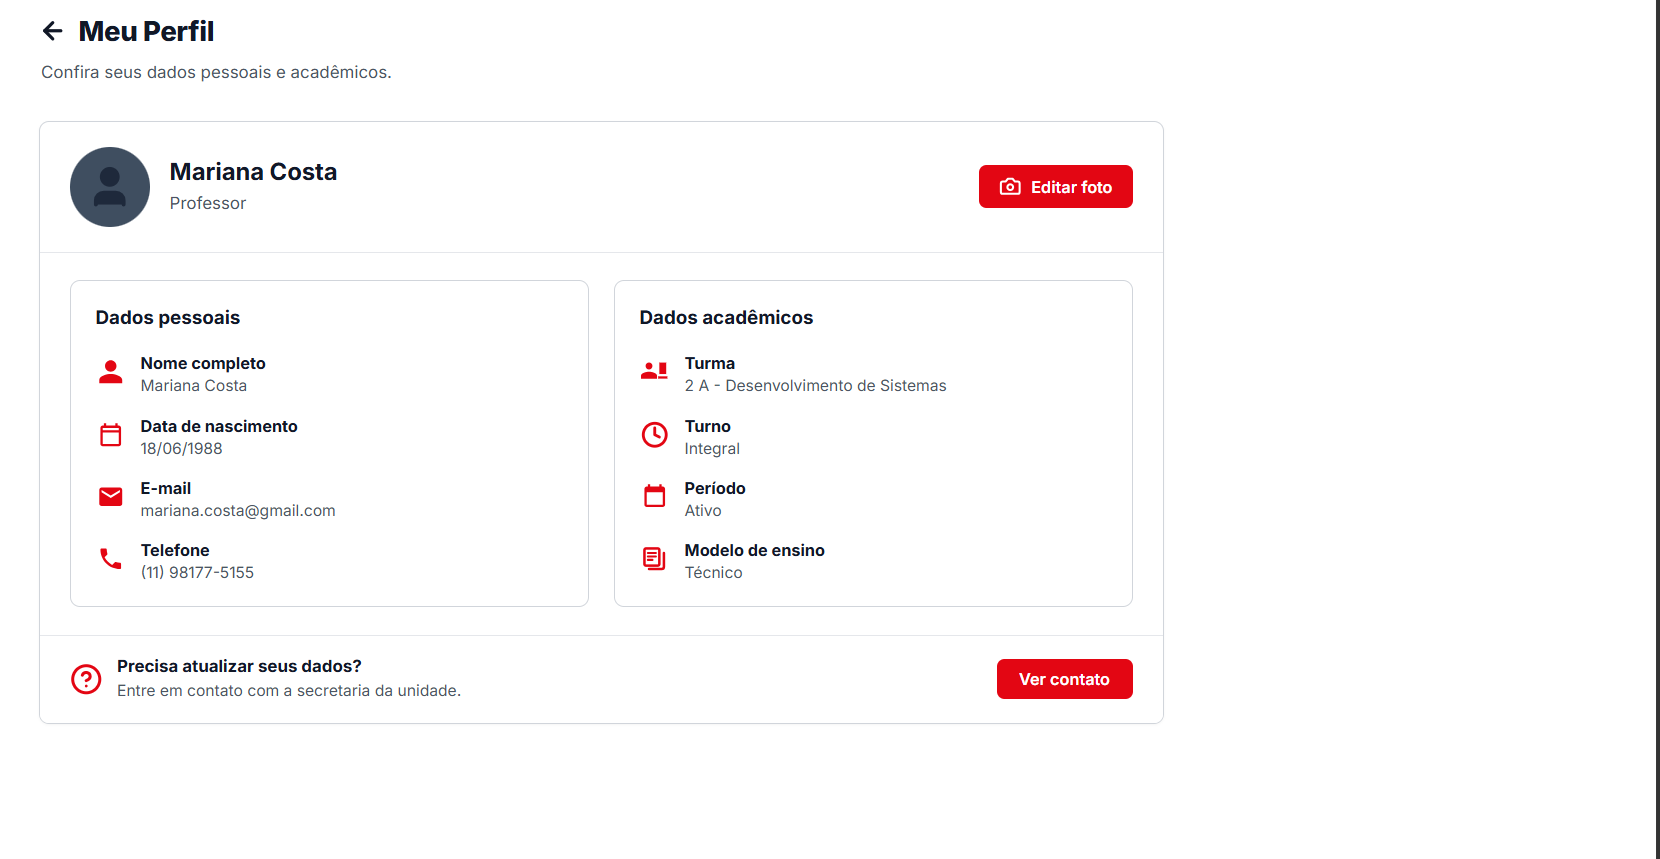 Meu Perfil
Confira seus dados pessoais e acadêmicos.
Mariana Costa
Professor
Editar foto
Dados pessoais
Nome completo
Mariana Costa
Data de nascimento
18/06/1988
E-mail
mariana.costa@gmail.com
Telefone
(11) 98177-5155
Dados acadêmicos
Turma
2 A - Desenvolvimento de Sistemas
Turno
Integral
Período
Ativo
Modelo de ensino
Técnico
Precisa atualizar seus dados?
Entre em contato com a secretaria da unidade.
Ver contato